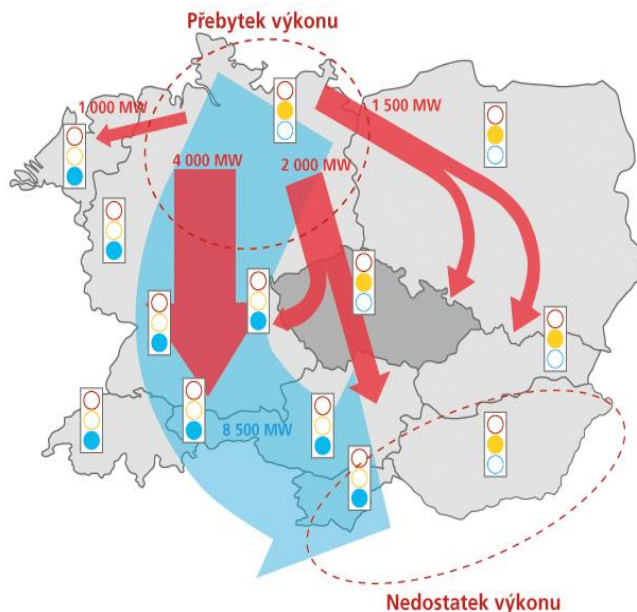 Přebytek výkonu
1 000 MW
1 500 MW
4 000 MW
2 000 MW
8 500 MW
Nedostatek výkonu